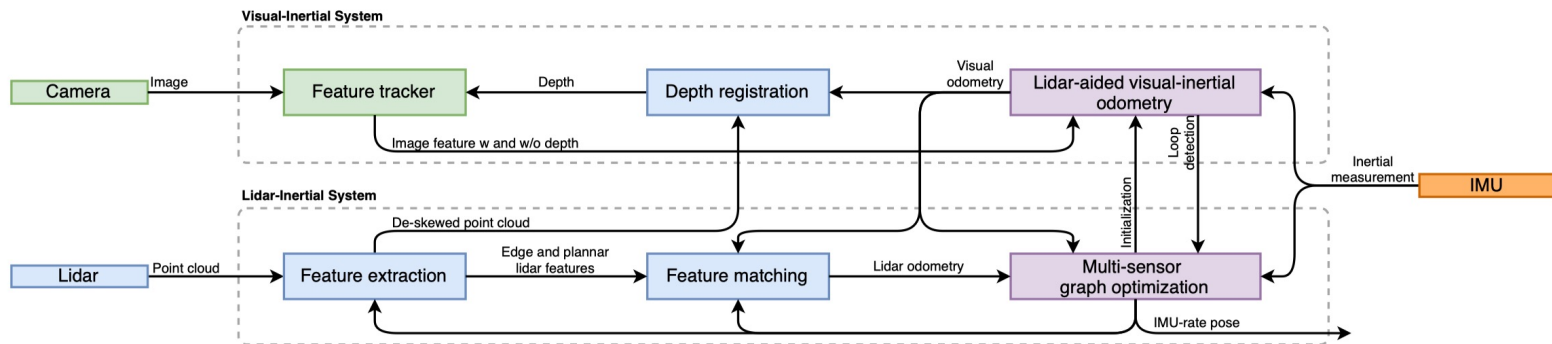 Visual-Inertial System
Camera
Image
Feature tracker
Depth
Depth registration
Visual
odometry
Lidar-aided visual-inertial
odometry
Image feature w and w/o depth
Loop
detection
Inertial
measurement
IMU
Initialization
Lidar-Inertial System
De-skewed point cloud
Lidar
Point cloud
Feature extraction
Edge and plannar
lidar features
Feature matching
Lidar odometry
Multi-sensor
graph optimization
IMU-rate pose